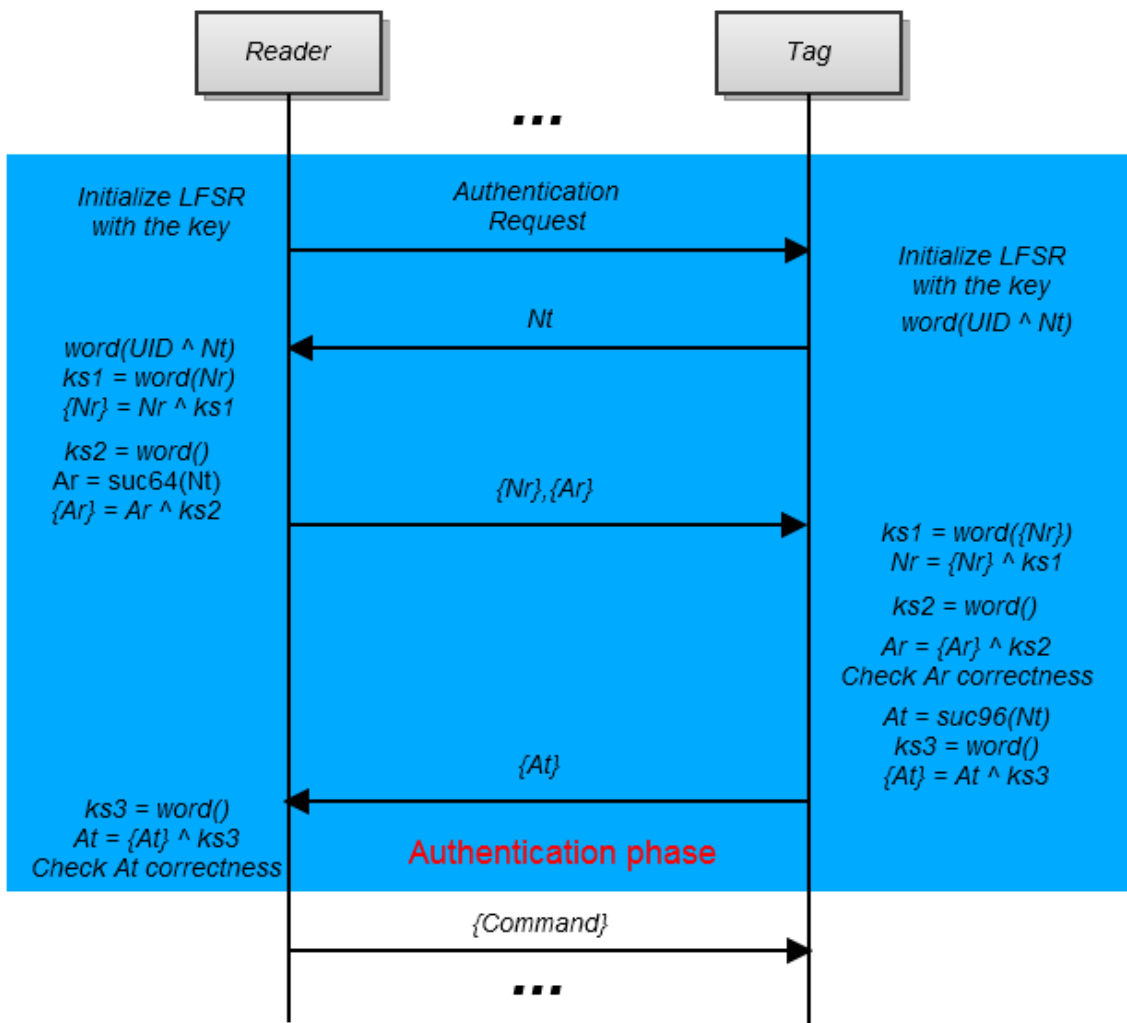 Reader
Tag
...
Initialize LFSR
with the key
Authentication
Request
Initialize LFSR
with the key
word(UID ^ Nt)
Nt
word(UID ^ Nt)
ks1 = word(Nr)
{Nr} = Nr ^ ks1
ks2 = word()
Ar = suc64(Nt)
{Ar} = Ar ^ ks2
{Nr},{Ar}
ks1 = word({Nr})
Nr = {Nr} ^ ks1
ks2 = word()
Ar = {Ar} ^ ks2
Check Ar correctness
At = suc96(Nt)
ks3 = word()
{At} = At ^ ks3
{At}
ks3 = word()
At = {At} ^ ks3
Check At correctness
Authentication phase
{Command}
...